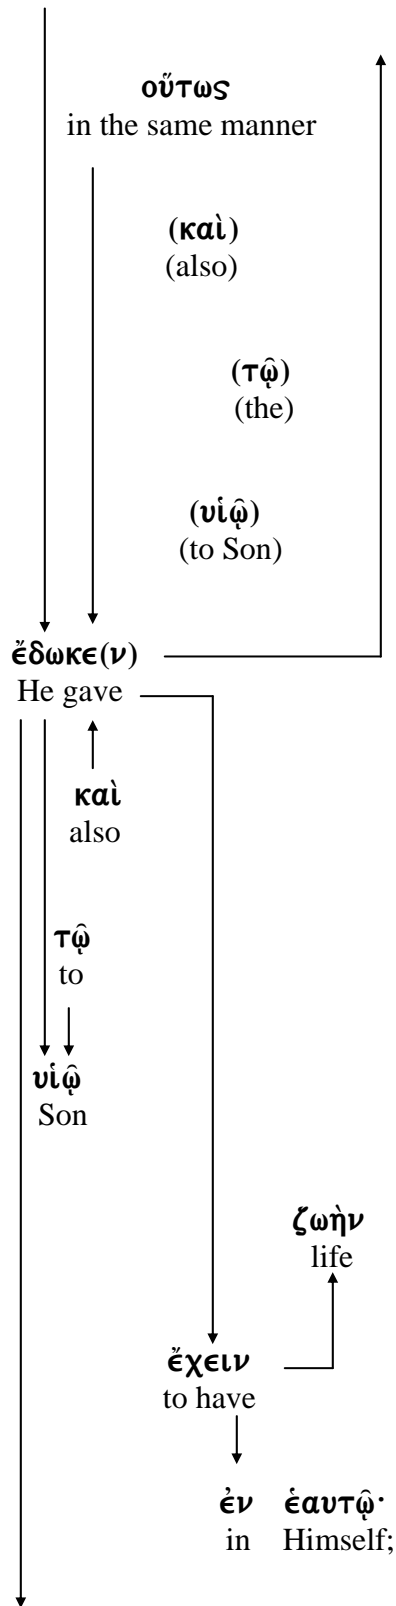 οὕτως
in the same manner
(καὶ)
(also)
(τῷ)
(the)
(υἱῷ)
(to Son)
ἔδωκε(ν)
He gave
καὶ
also
τῷ
to
υἱῷ
Son
ζωὴν
life
ἔχειν
to have
ἐν ἑαυτῷ·
in Himself;